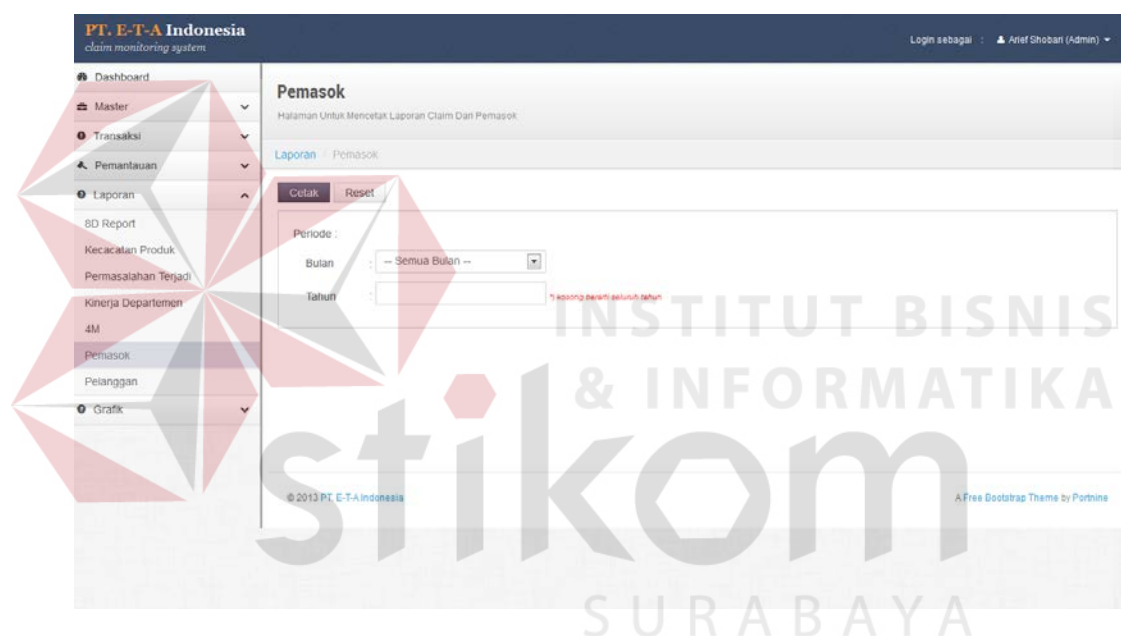 PT. E-T-A Indonesia
claim monitoring system
Login sebagai : Arief Shobari (Admin)
Dashboard
Master
Transaksi
Pemantauan
Laporan
8D Report
Kecacatan Produk
Permasalahan Terjadi
Kinerja Departemen
4M
Pemasok
Pelanggan
Grafik
Pemasok
Halaman Untuk Mencetak Laporan Claim Dari Pemasok
Laporan / Pemasok
Cetak Reset
Periode :
Bulan : -- Semua Bulan --
Tahun : *) kosong berarti seluruh tahun
© 2013 PT. E-T-A Indonesia
A Free Bootstrap Theme by Portnine
INSTITUT BISNIS
& INFORMATIKA
stikom
SURABAYA